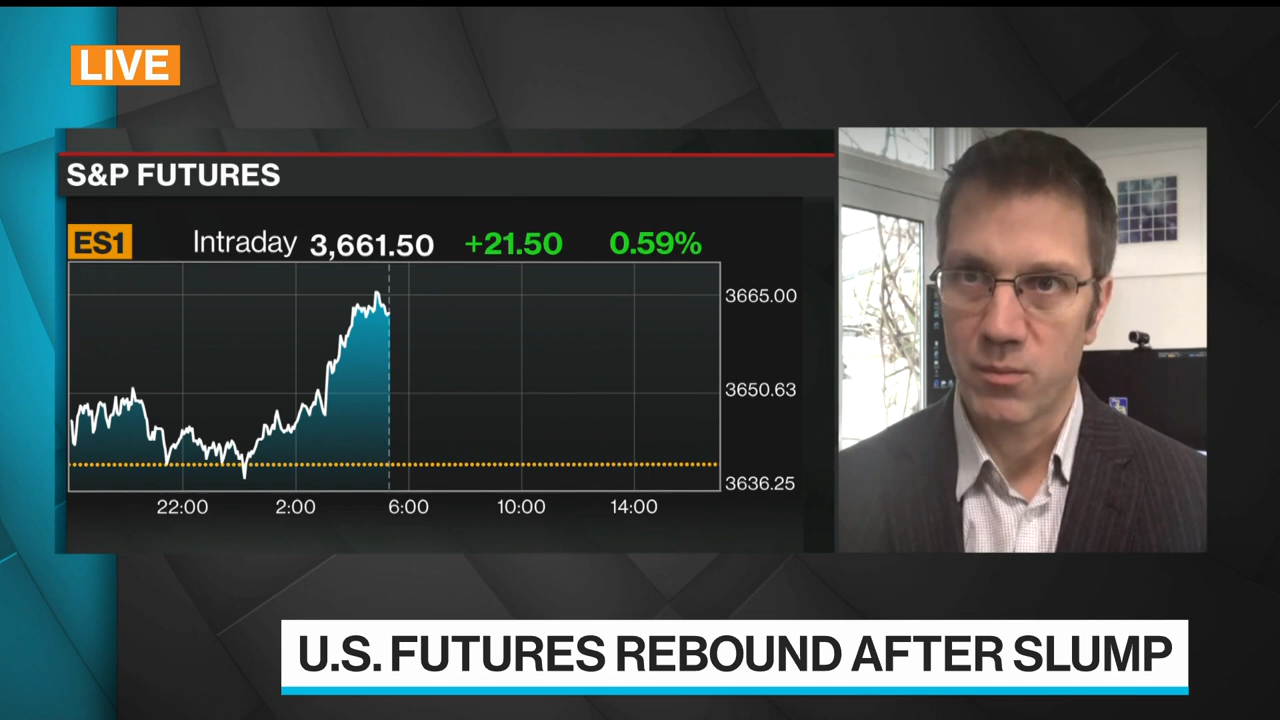 LIVE
S&P FUTURES
ES1 Intraday 3,661.50 +21.50 0.59%
3665.00
3650.63
3636.25
22:00 2:00 6:00 10:00 14:00
U.S. FUTURES REBOUND AFTER SLUMP